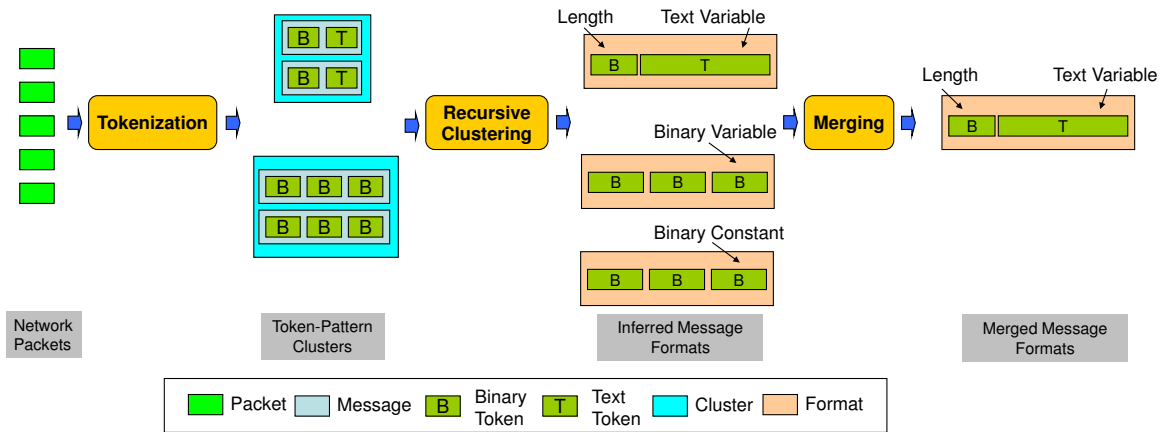 Length
Text Variable
B T
B T
B T
Length
Text Variable
B T
Tokenization
Recursive
Clustering
Merging
Binary Variable
B B B
B B B
B B B
Binary Constant
B B B
Network
Packets
Token-Pattern
Clusters
Inferred Message
Formats
Merged Message
Formats
Packet
Message
B
Binary
Token
T
Text
Token
Cluster
Format